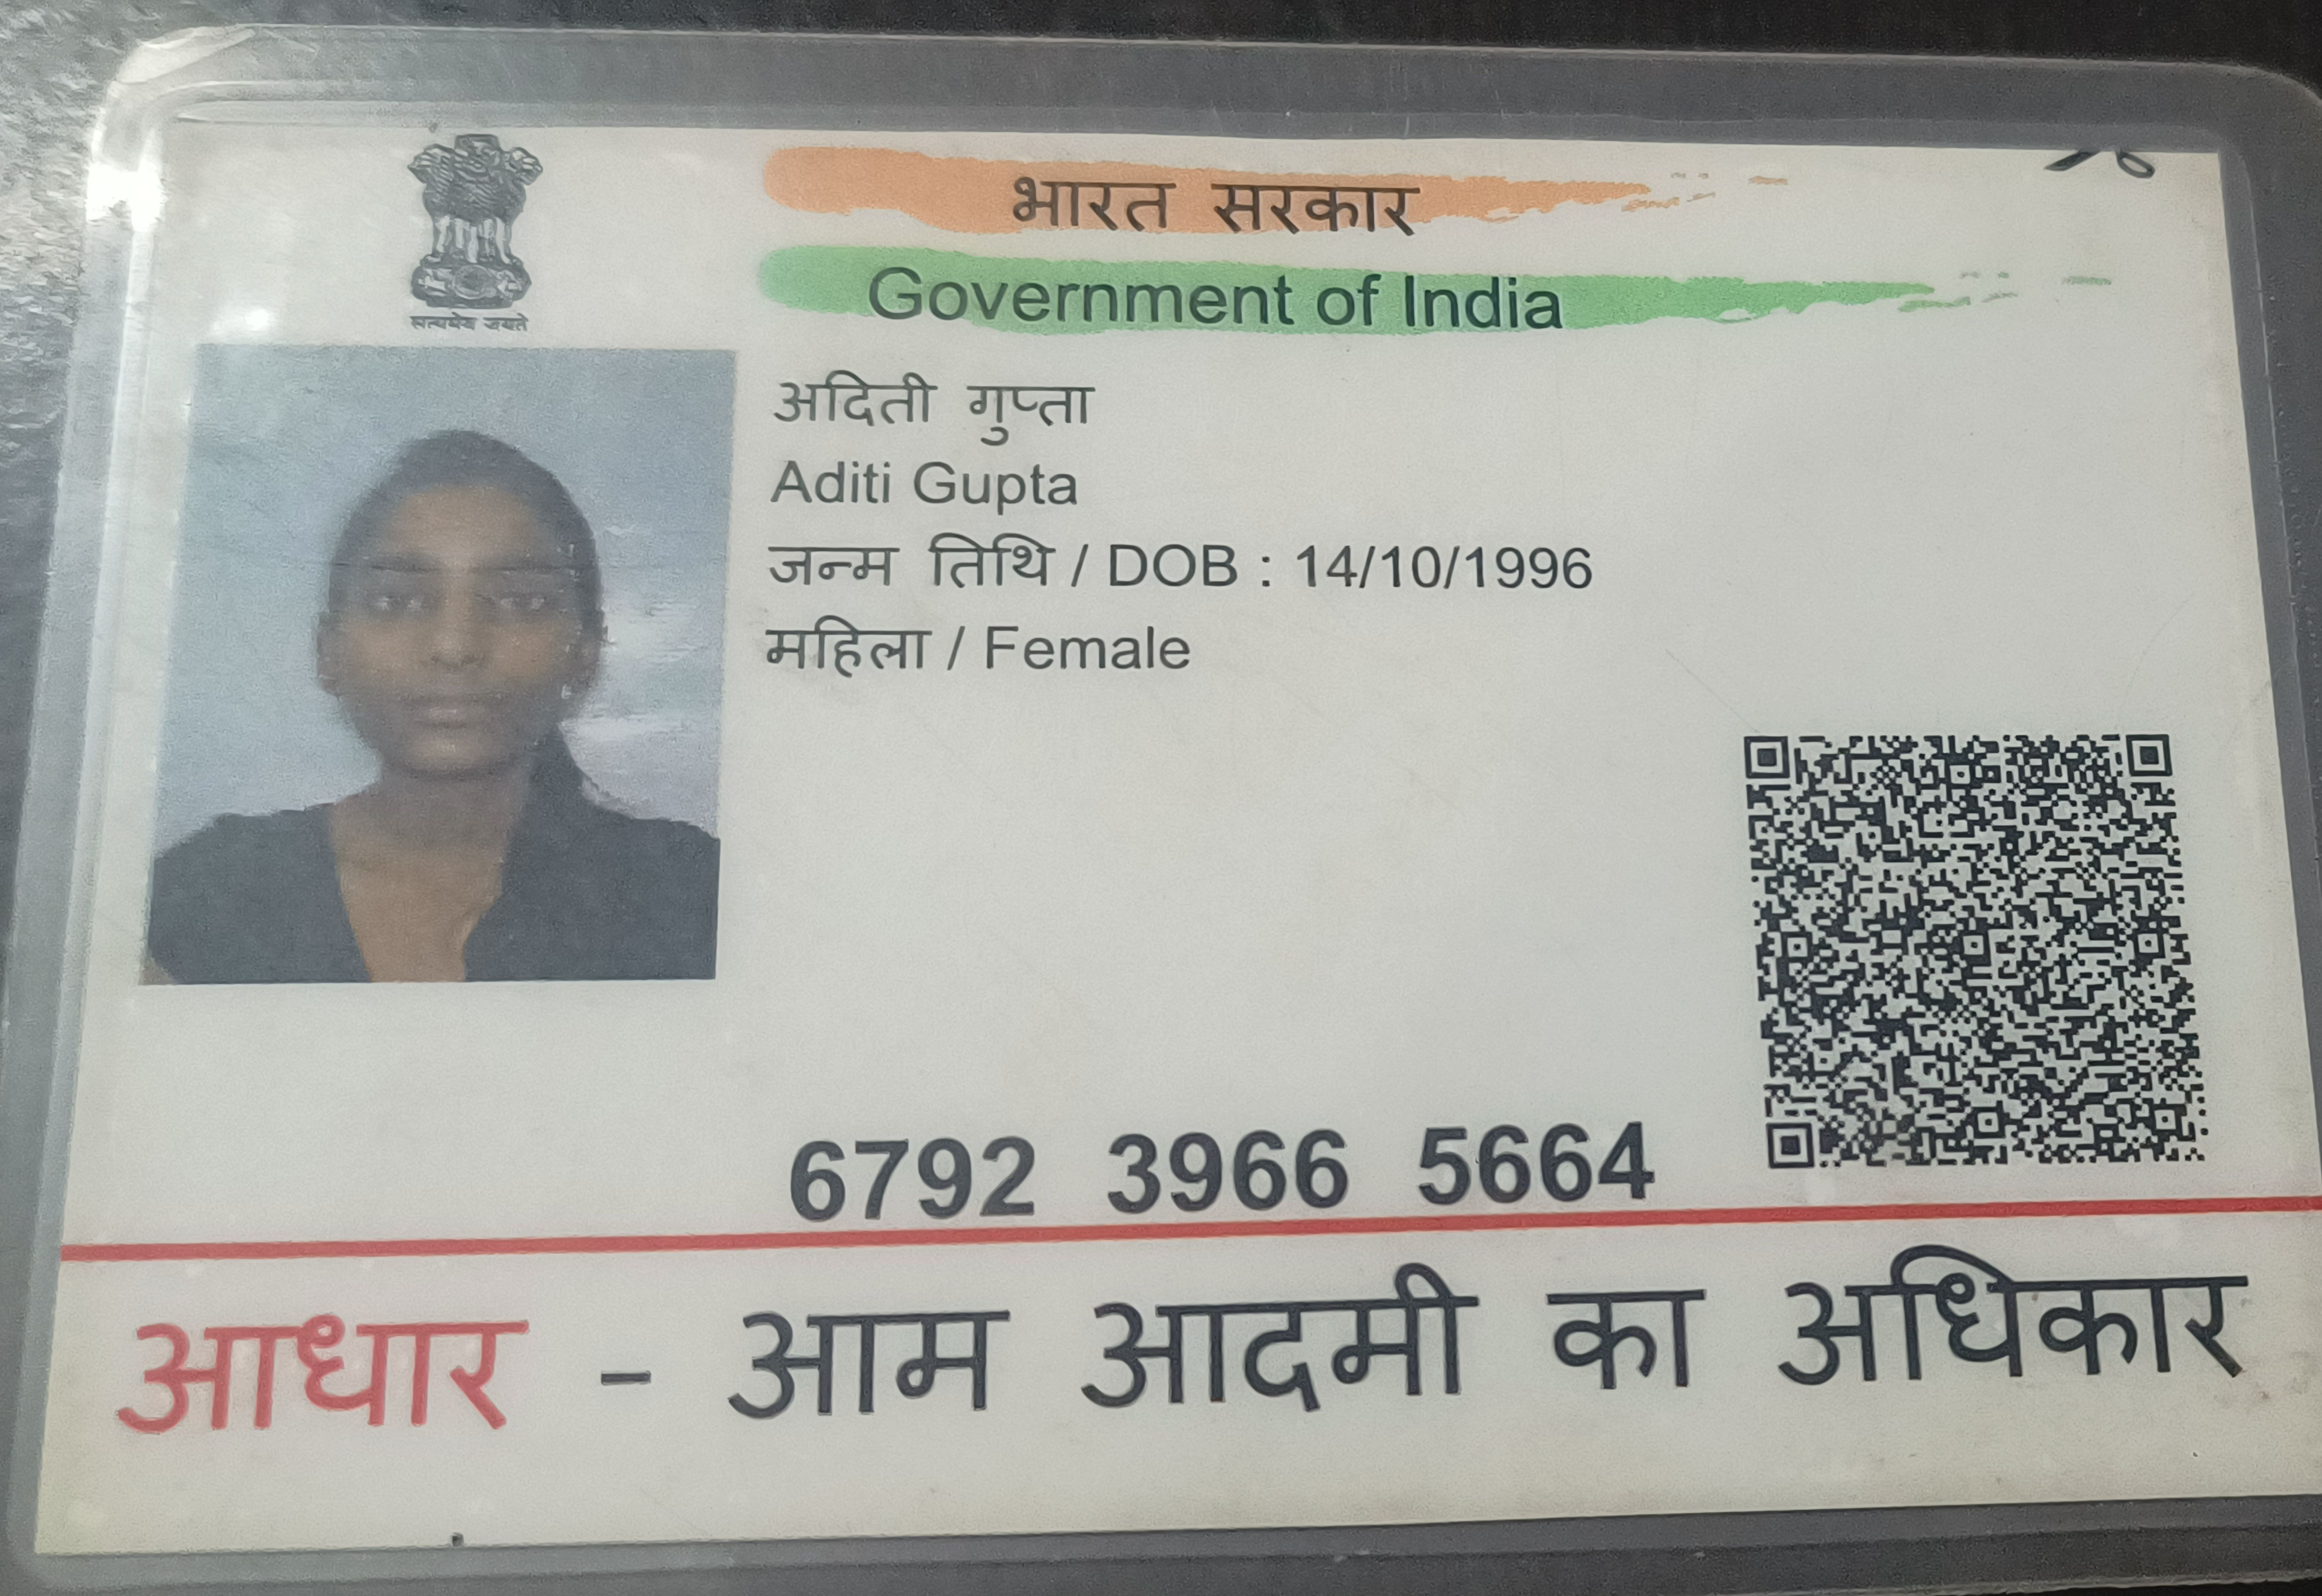 भारत सरकार
Government of India
सत्यमेव जयते
अदिती गुप्ता
Aditi Gupta
जन्म तिथि / DOB : 14/10/1996
महिला / Female
6792 3966 5664
आधार - आम आदमी का अधिकार